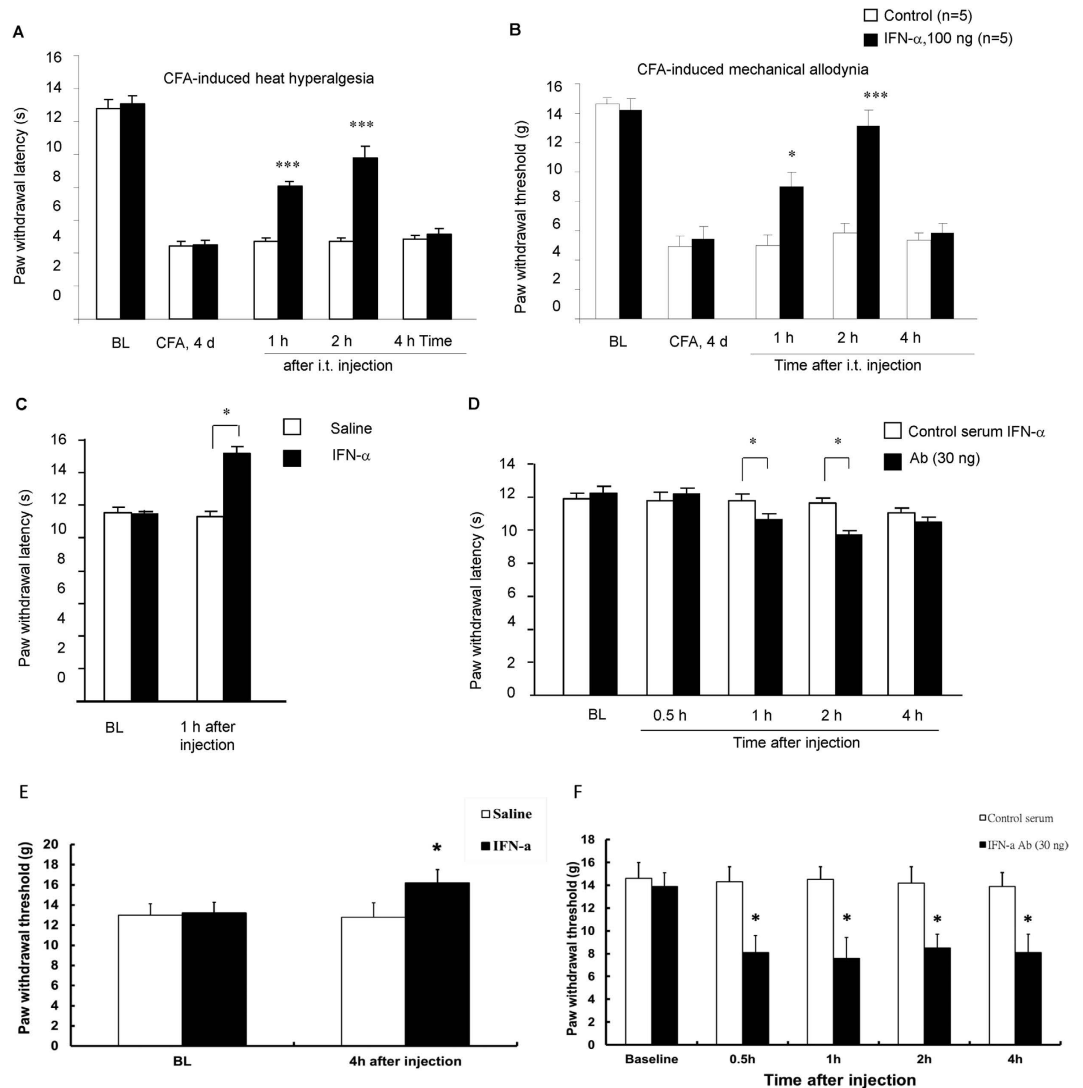 A
CFA-induced heat hyperalgesia
Paw withdrawal latency (s)
16
14
12
10
8
6
4
2
0
***
***
BL
CFA, 4 d
1 h
2 h
4 h Time
after i.t. injection
B
Control (n=5)
IFN-α,100 ng (n=5)
CFA-induced mechanical allodynia
Paw withdrawal threshold (g)
16
14
12
10
8
6
4
2
0
*
***
BL
CFA, 4 d
1 h
2 h
4 h
Time after i.t. injection
C
Saline
IFN-α
Paw withdrawal latency (s)
16
14
12
10
8
6
4
2
0
*
BL
1 h after
injection
D
Control serum IFN-α
Ab (30 ng)
Paw withdrawal latency (s)
14
12
10
8
6
4
2
0
*
*
BL
0.5 h
1 h
2 h
4 h
Time after injection
E
Saline
IFN-a
Paw withdrawal threshold (g)
20
18
16
14
12
10
8
6
4
2
0
*
BL
4h after injection
F
Control serum
IFN-a Ab (30 ng)
Paw withdrawal threshold (g)
18
16
14
12
10
8
6
4
2
0
*
*
*
*
Baseline
0.5h
1h
2h
4h
Time after injection